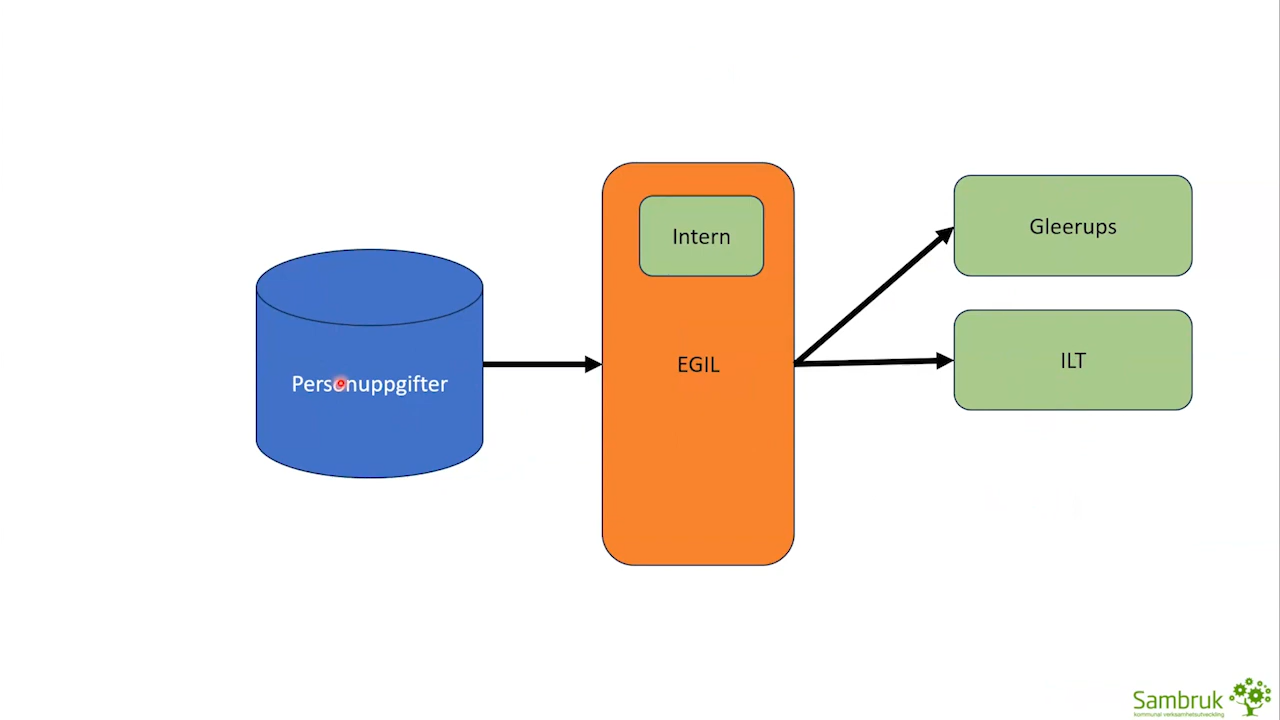 Intern
Gleerups
Personuppgifter
EGIL
ILT
Sambruk
kommunal verksamhetsutveckling